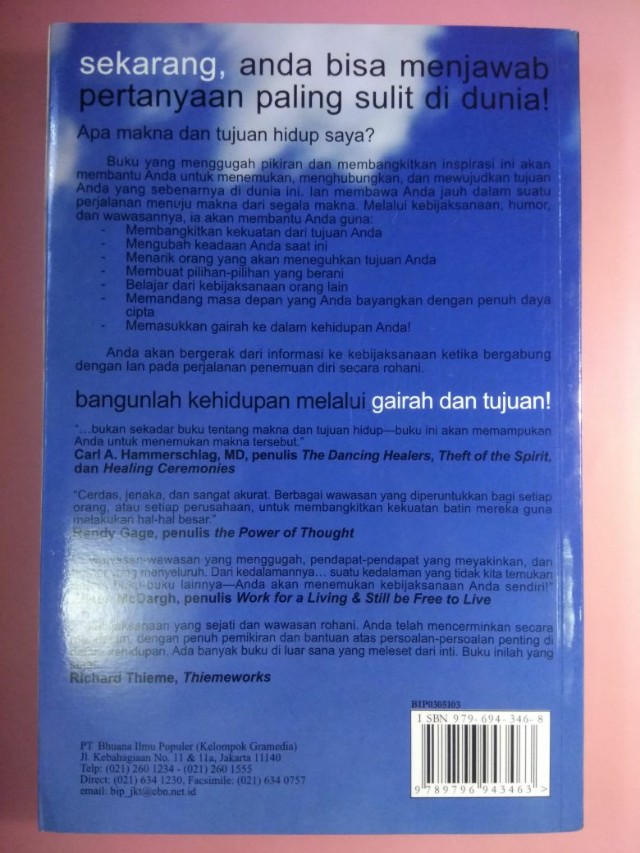 sekarang, anda bisa menjawab
pertanyaan paling sulit di dunia!
Apa makna dan tujuan hidup saya?
Buku yang menggugah pikiran dan membangkitkan inspirasi ini akan
membantu Anda untuk menemukan, menghubungkan, dan mewujudkan tujuan
Anda yang sebenarnya di dunia ini. Ian membawa Anda jauh dalam suatu
perjalanan menuju makna dari segala makna. Melalui kebijaksanaan, humor,
dan wawasannya, ia akan membantu Anda guna:
- Membangkitkan kekuatan dari tujuan Anda
- Mengubah keadaan Anda saat ini
- Menarik orang yang akan meneguhkan tujuan Anda
- Membuat pilihan-pilihan yang berani
- Belajar dari kebijaksanaan orang lain
- Memandang masa depan yang Anda bayangkan dengan penuh daya
cipta
- Memasukkan gairah ke dalam kehidupan Anda!
Anda akan bergerak dari informasi ke kebijaksanaan ketika bergabung
dengan Ian pada perjalanan penemuan diri secara rohani.
bangunlah kehidupan melalui gairah dan tujuan!
"...bukan sekadar buku tentang makna dan tujuan hidup—buku ini akan memampukan
Anda untuk menemukan makna tersebut."
Carl A. Hammerschlag, MD, penulis The Dancing Healers, Theft of the Spirit,
dan Healing Ceremonies
"Cerdas, jenaka, dan sangat akurat. Berbagai wawasan yang diperuntukkan bagi setiap
orang, atau setiap perusahaan, untuk membangkitkan kekuatan batin mereka guna
melakukan hal-hal besar."
Randy Gage, penulis the Power of Thought
wawasan-wawasan yang menggugah, pendapat-pendapat yang meyakinkan, dan
yang menyeluruh. Dari kedalamannya... suatu kedalaman yang tidak kita temukan
buku-buku lainnya—Anda akan menemukan kebijaksanaan Anda sendiri!"
McDargh, penulis Work for a Living & Still be Free to Live
yang sejati dan wawasan rohani. Anda telah mencerminkan secara
dengan penuh pemikiran dan bantuan atas persoalan-persoalan penting di
kehidupan. Ada banyak buku di luar sana yang meleset dari inti. Buku inilah yang
Richard Thieme, Thiemeworks
BIP0305103
ISBN 979-694-346-8
9 789796 943463 >
PT Bhuana Ilmu Populer (Kelompok Gramedia)
Jl. Kebahagiaan No. 11 & 11a, Jakarta 11140
Telp: (021) 260 1234 - (021) 260 1555
Direct: (021) 634 1230, Facsimile: (021) 634 0757
email: bip_jkt@cbn.net.id